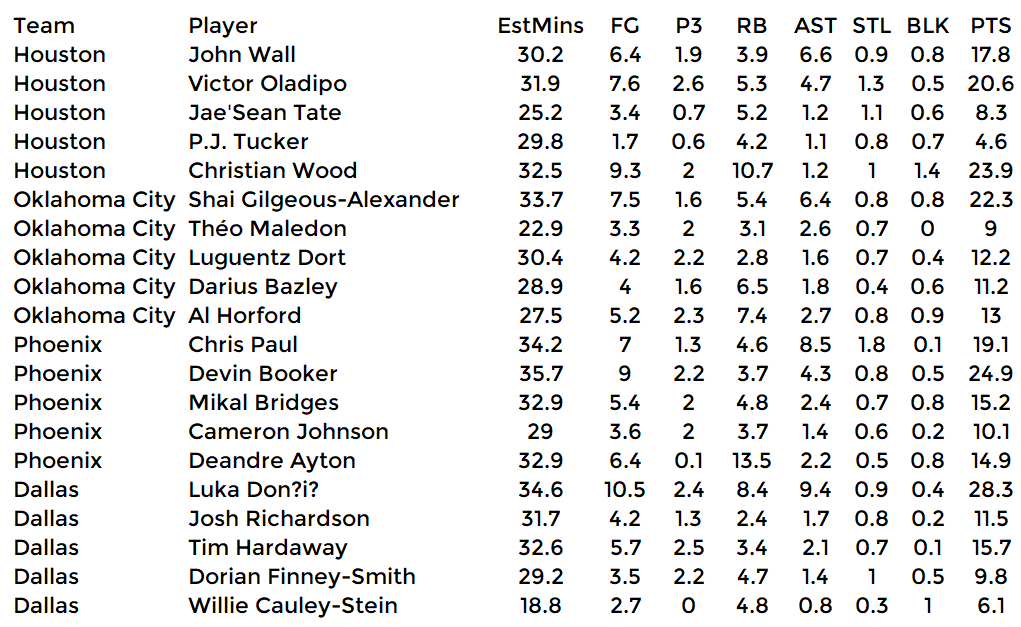 Team Player EstMins FG P3 RB AST STL BLK PTS
Houston John Wall 30.2 6.4 1.9 3.9 6.6 0.9 0.8 17.8
Houston Victor Oladipo 31.9 7.6 2.6 5.3 4.7 1.3 0.5 20.6
Houston Jae'Sean Tate 25.2 3.4 0.7 5.2 1.2 1.1 0.6 8.3
Houston P.J. Tucker 29.8 1.7 0.6 4.2 1.1 0.8 0.7 4.6
Houston Christian Wood 32.5 9.3 2 10.7 1.2 1 1.4 23.9
Oklahoma City Shai Gilgeous-Alexander 33.7 7.5 1.6 5.4 6.4 0.8 0.8 22.3
Oklahoma City Théo Maledon 22.9 3.3 2 3.1 2.6 0.7 0 9
Oklahoma City Luguentz Dort 30.4 4.2 2.2 2.8 1.6 0.7 0.4 12.2
Oklahoma City Darius Bazley 28.9 4 1.6 6.5 1.8 0.4 0.6 11.2
Oklahoma City Al Horford 27.5 5.2 2.3 7.4 2.7 0.8 0.9 13
Phoenix Chris Paul 34.2 7 1.3 4.6 8.5 1.8 0.1 19.1
Phoenix Devin Booker 35.7 9 2.2 3.7 4.3 0.8 0.5 24.9
Phoenix Mikal Bridges 32.9 5.4 2 4.8 2.4 0.7 0.8 15.2
Phoenix Cameron Johnson 29 3.6 2 3.7 1.4 0.6 0.2 10.1
Phoenix Deandre Ayton 32.9 6.4 0.1 13.5 2.2 0.5 0.8 14.9
Dallas Luka Don?i? 34.6 10.5 2.4 8.4 9.4 0.9 0.4 28.3
Dallas Josh Richardson 31.7 4.2 1.3 2.4 1.7 0.8 0.2 11.5
Dallas Tim Hardaway 32.6 5.7 2.5 3.4 2.1 0.7 0.1 15.7
Dallas Dorian Finney-Smith 29.2 3.5 2.2 4.7 1.4 1 0.5 9.8
Dallas Willie Cauley-Stein 18.8 2.7 0 4.8 0.8 0.3 1 6.1